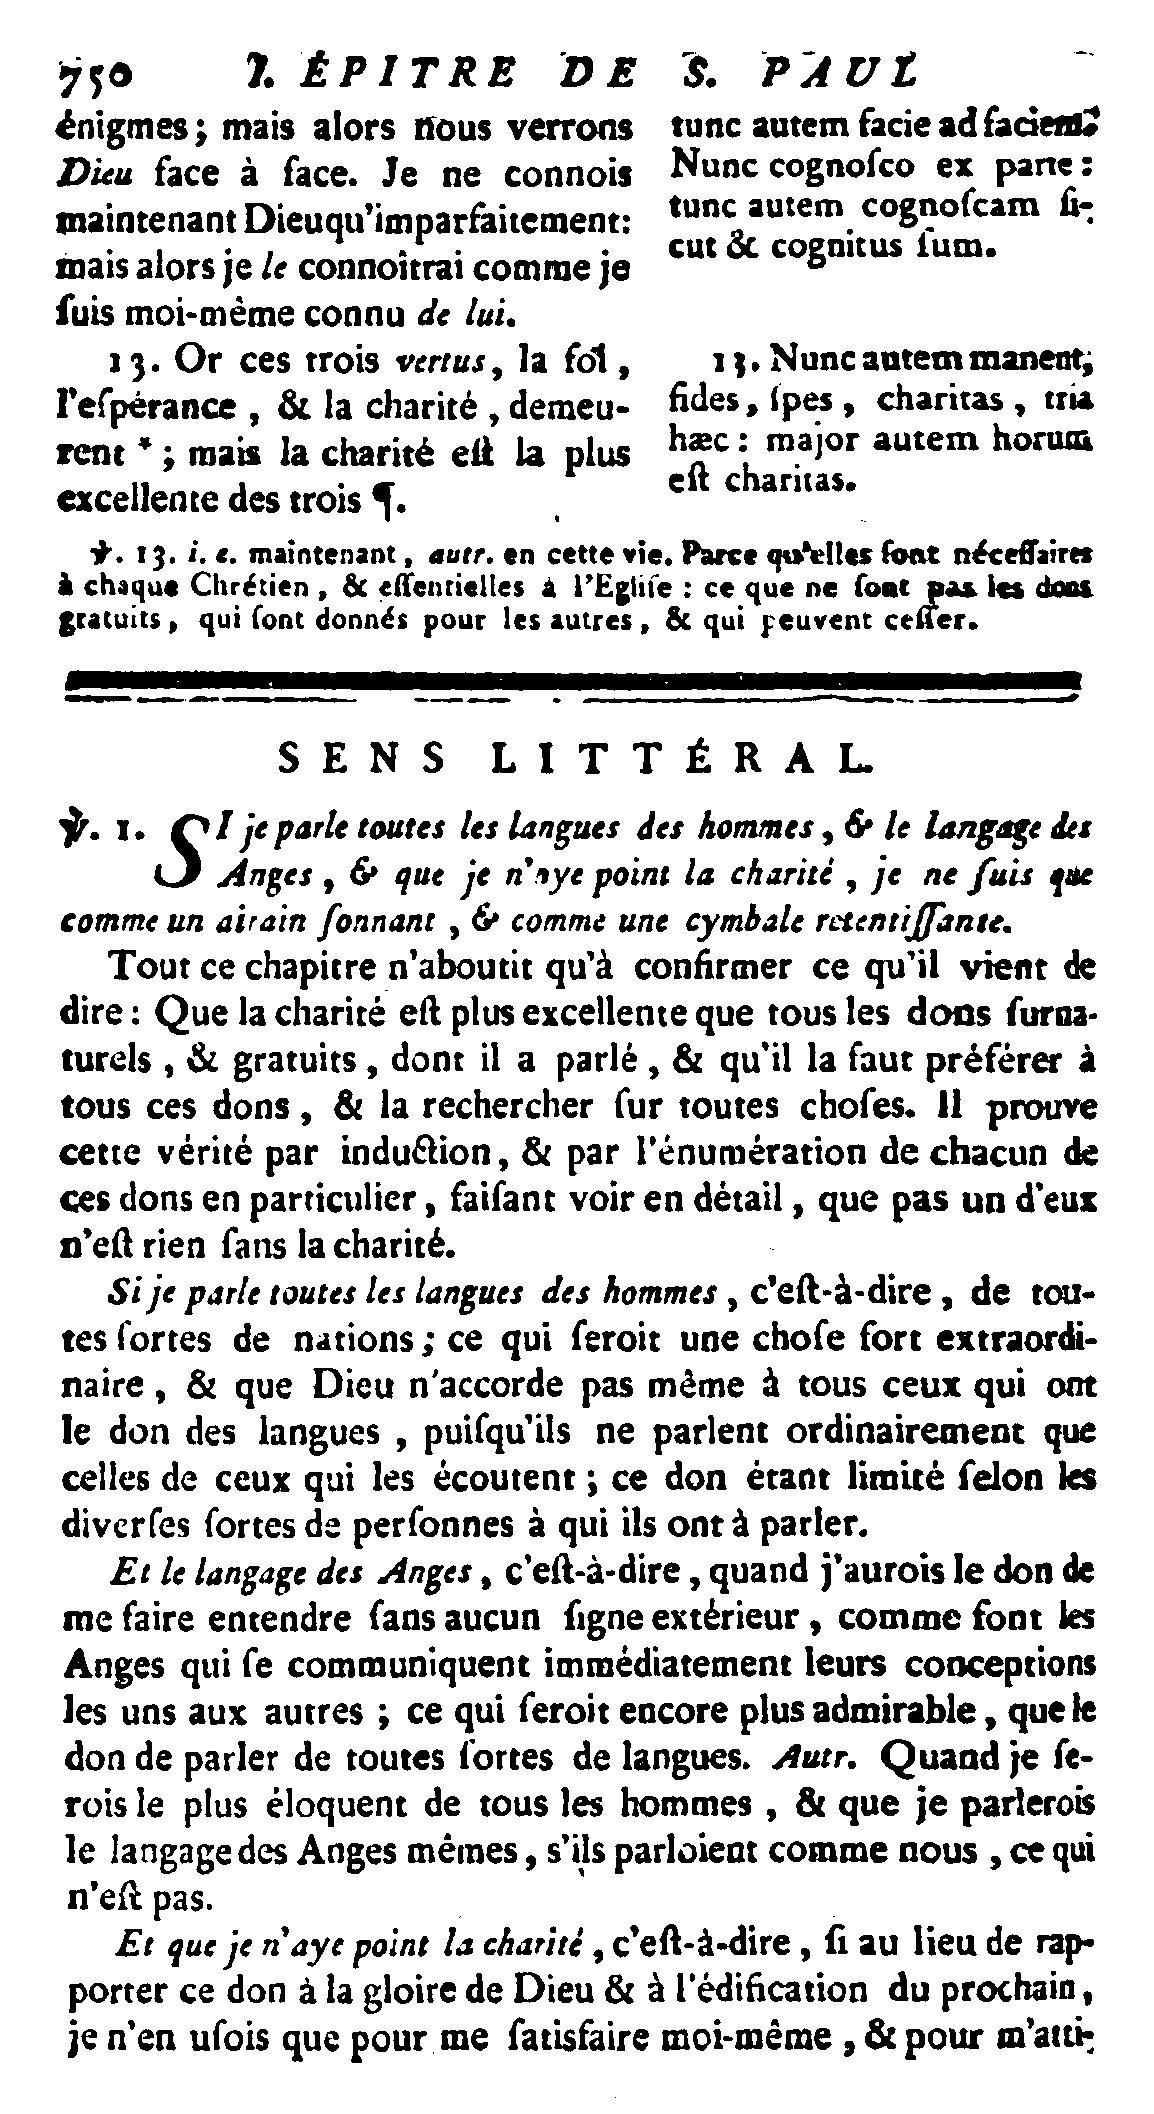 750 I. ÉPITRE DE S. PAUL
énigmes ; mais alors nous verrons
Dieu face à face. Je ne connois
maintenant Dieu qu'imparfaitement :
mais alors je le connoîtrai comme je
ſuis moi-même connu de lui.
13. Or ces trois vertus, la foi,
l'eſpérance, & la charité, demeu-
rent * ; mais la charité eſt la plus
excellente des trois ¶.
tunc autem facie ad faciem.
Nunc cognoſco ex parte :
tunc autem cognoſcam ſi-
cut & cognitus ſum.
13. Nunc autem manent,
fides, ſpes, charitas, tria
hæc : major autem horum
eſt charitas.
℣. 13. i. e. maintenant, autr. en cette vie. Parce qu'elles ſont néceſſaires
à chaque Chrétien, & eſſentielles à l'Egliſe : ce que ne ſont pas les dons
gratuits, qui ſont donnés pour les autres, & qui peuvent ceſſer.
SENS LITTÉRAL.
℣. 1. SI je parle toutes les langues des hommes, & le langage des
Anges, & que je n'aye point la charité, je ne ſuis que
comme un airain ſonnant, & comme une cymbale retentiſſante.
Tout ce chapitre n'aboutit qu'à confirmer ce qu'il vient de
dire : Que la charité eſt plus excellente que tous les dons ſurna-
turels, & gratuits, dont il a parlé, & qu'il la faut préférer à
tous ces dons, & la rechercher ſur toutes choſes. Il prouve
cette vérité par induction, & par l'énumération de chacun de
ces dons en particulier, faiſant voir en détail, que pas un d'eux
n'eſt rien ſans la charité.
Si je parle toutes les langues des hommes, c'eſt-à-dire, de tou-
tes ſortes de nations ; ce qui ſeroit une choſe fort extraordi-
naire, & que Dieu n'accorde pas même à tous ceux qui ont
le don des langues, puiſqu'ils ne parlent ordinairement que
celles de ceux qui les écoutent ; ce don étant limité ſelon les
diverſes ſortes de perſonnes à qui ils ont à parler.
Et le langage des Anges, c'eſt-à-dire, quand j'aurois le don de
me faire entendre ſans aucun ſigne extérieur, comme font les
Anges qui ſe communiquent immédiatement leurs conceptions
les uns aux autres ; ce qui ſeroit encore plus admirable, que le
don de parler de toutes ſortes de langues. Autr. Quand je ſe-
rois le plus éloquent de tous les hommes, & que je parlerois
le langage des Anges mêmes, s'ils parloient comme nous, ce qui
n'eſt pas.
Et que je n'aye point la charité, c'eſt-à-dire, ſi au lieu de rap-
porter ce don à la gloire de Dieu & à l'édification du prochain,
je n'en uſois que pour me ſatisfaire moi-même, & pour m'atti-